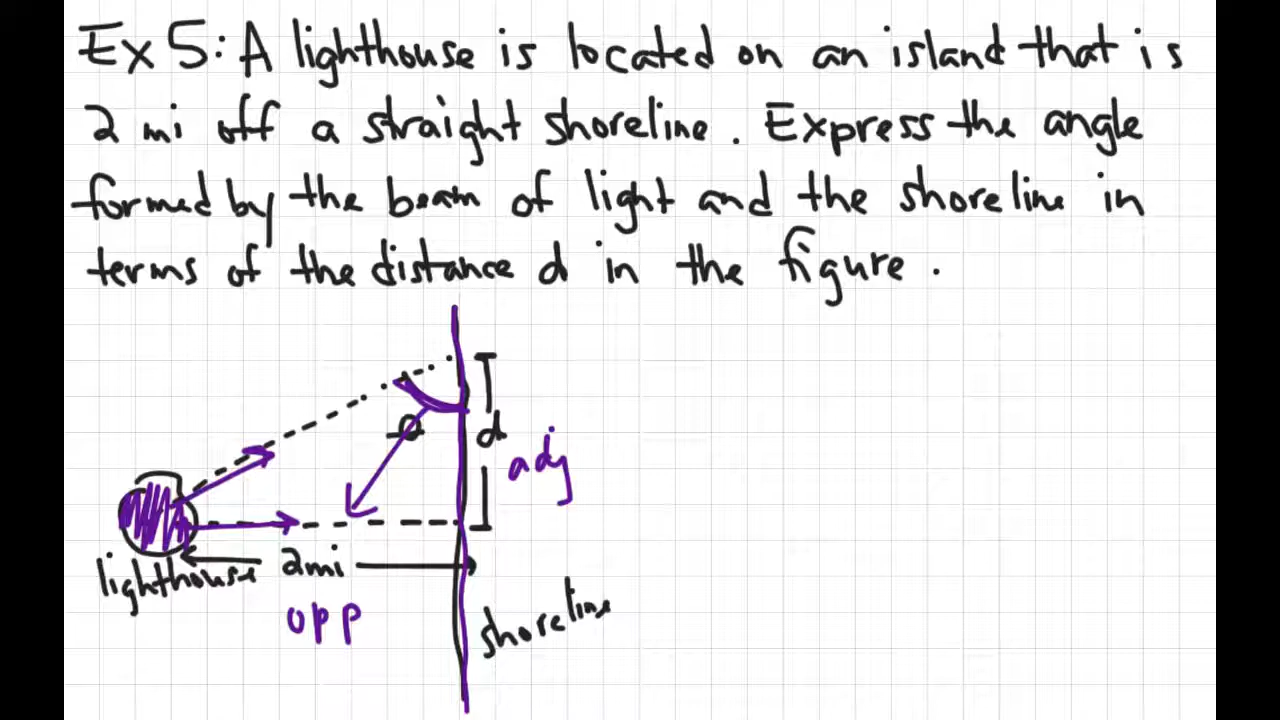 Ex 5: A lighthouse is located on an island that is
2 mi off a straight shoreline. Express the angle
formed by the beam of light and the shoreline in
terms of the distance d in the figure.
d
adj
lighthouse
2mi
opp
shoreline